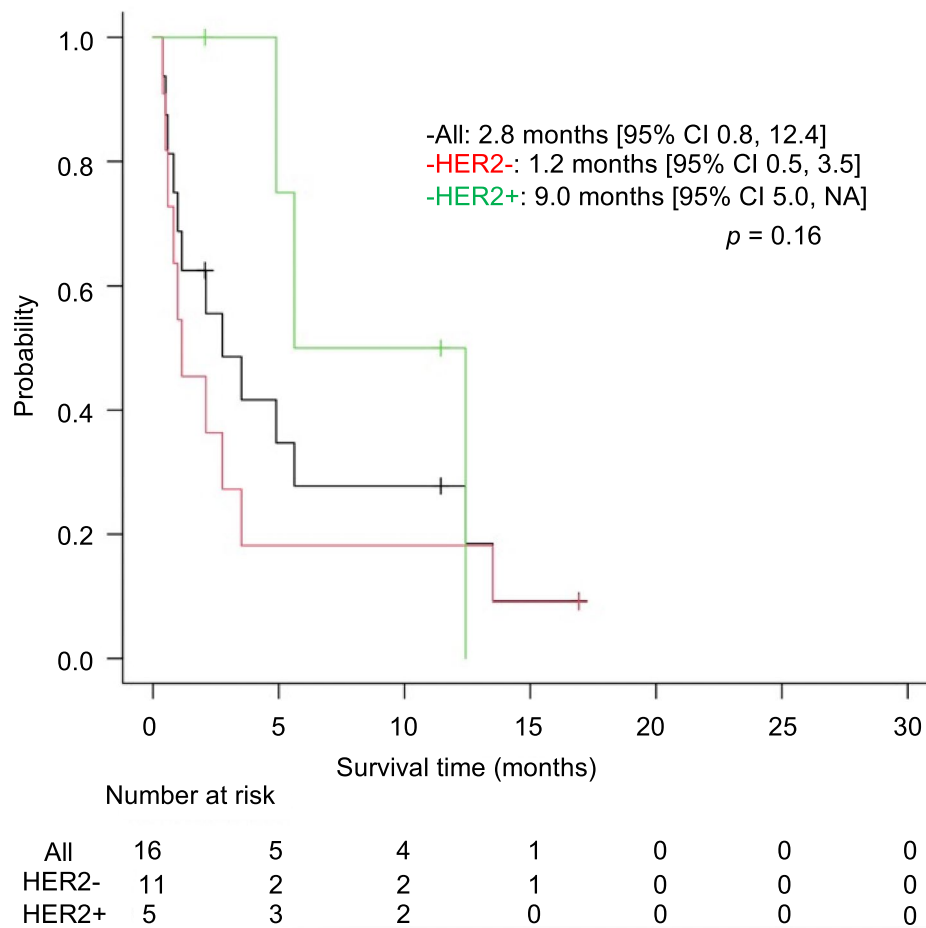 1.0
0.8
0.6
0.4
0.2
0.0
Probability
-All: 2.8 months [95% CI 0.8, 12.4]
-HER2-: 1.2 months [95% CI 0.5, 3.5]
-HER2+: 9.0 months [95% CI 5.0, NA]
p = 0.16
0 5 10 15 20 25 30
Survival time (months)
Number at risk
All 16 5 4 1 0 0 0
HER2- 11 2 2 1 0 0 0
HER2+ 5 3 2 0 0 0 0